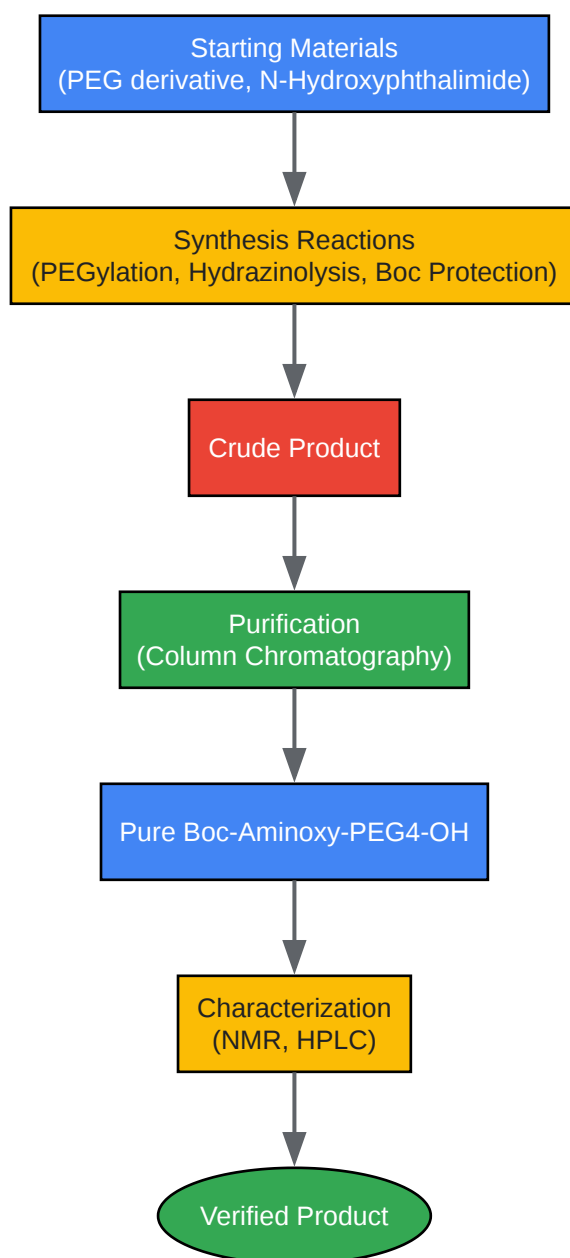 Starting Materials
(PEG derivative, N-Hydroxyphthalimide)
Synthesis Reactions
(PEGylation, Hydrazinolysis, Boc Protection)
Crude Product
Purification
(Column Chromatography)
Pure Boc-Aminoxy-PEG4-OH
Characterization
(NMR, HPLC)
Verified Product